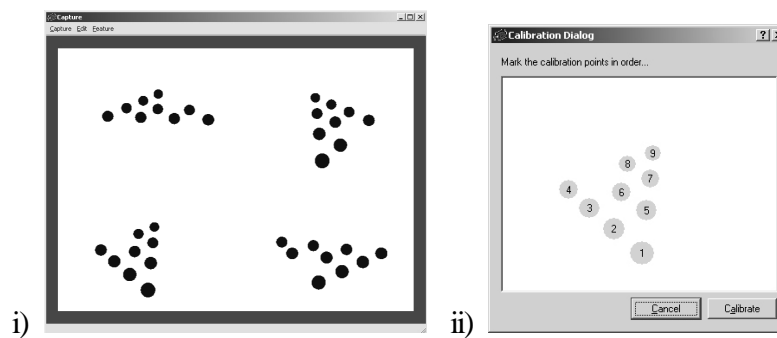 Capture
Capture Edit Feature
i)
Calibration Dialog
Mark the calibration points in order...
9
8
7
4
6
3
5
2
1
Cancel Calibrate
ii)